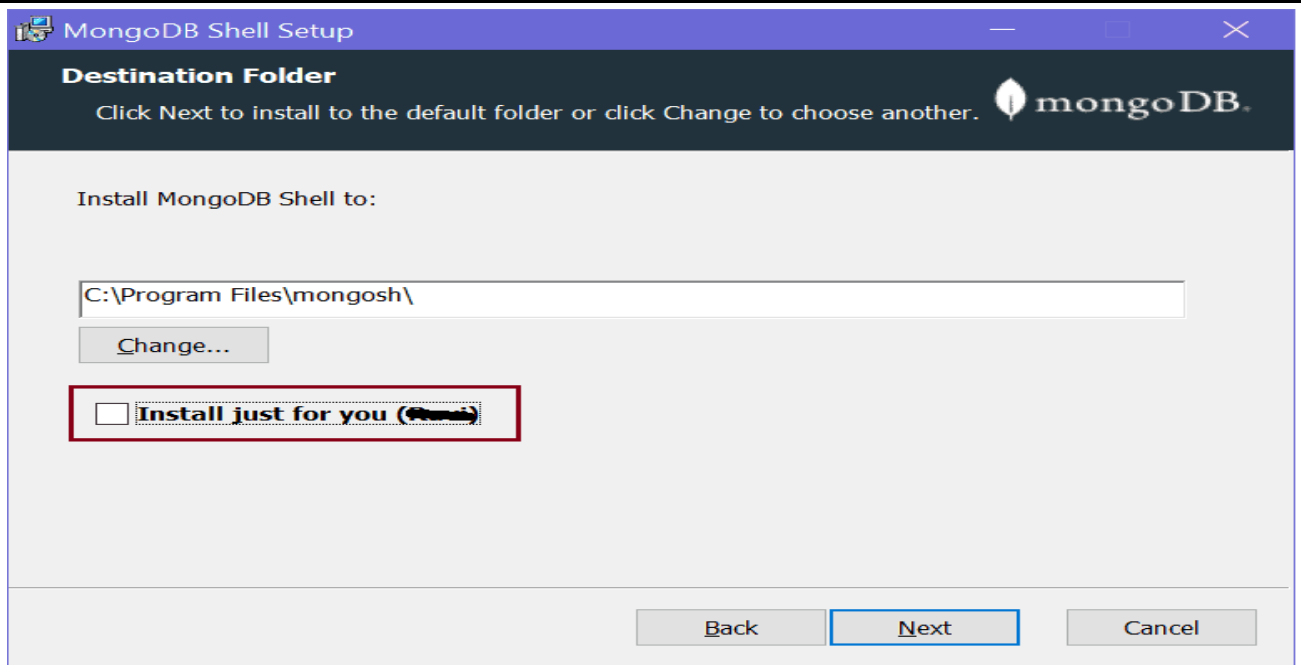 MongoDB Shell Setup
Destination Folder
Click Next to install to the default folder or click Change to choose another.
mongoDB.
Install MongoDB Shell to:
C:\Program Files\mongosh\
Change...
Install just for you (
Back Next Cancel